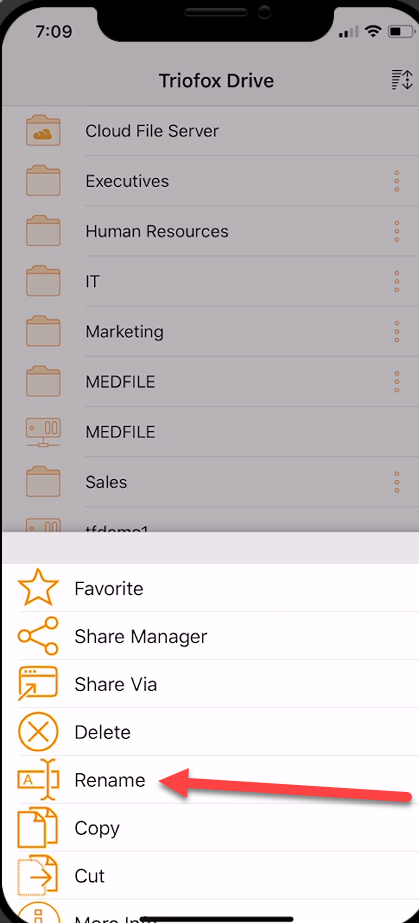 7:09
Triofox Drive
Cloud File Server
Executives
Human Resources
IT
Marketing
MEDFILE
MEDFILE
Sales
tfdemo1
Favorite
Share Manager
Share Via
Delete
A
Rename
Copy
Cut
More Info